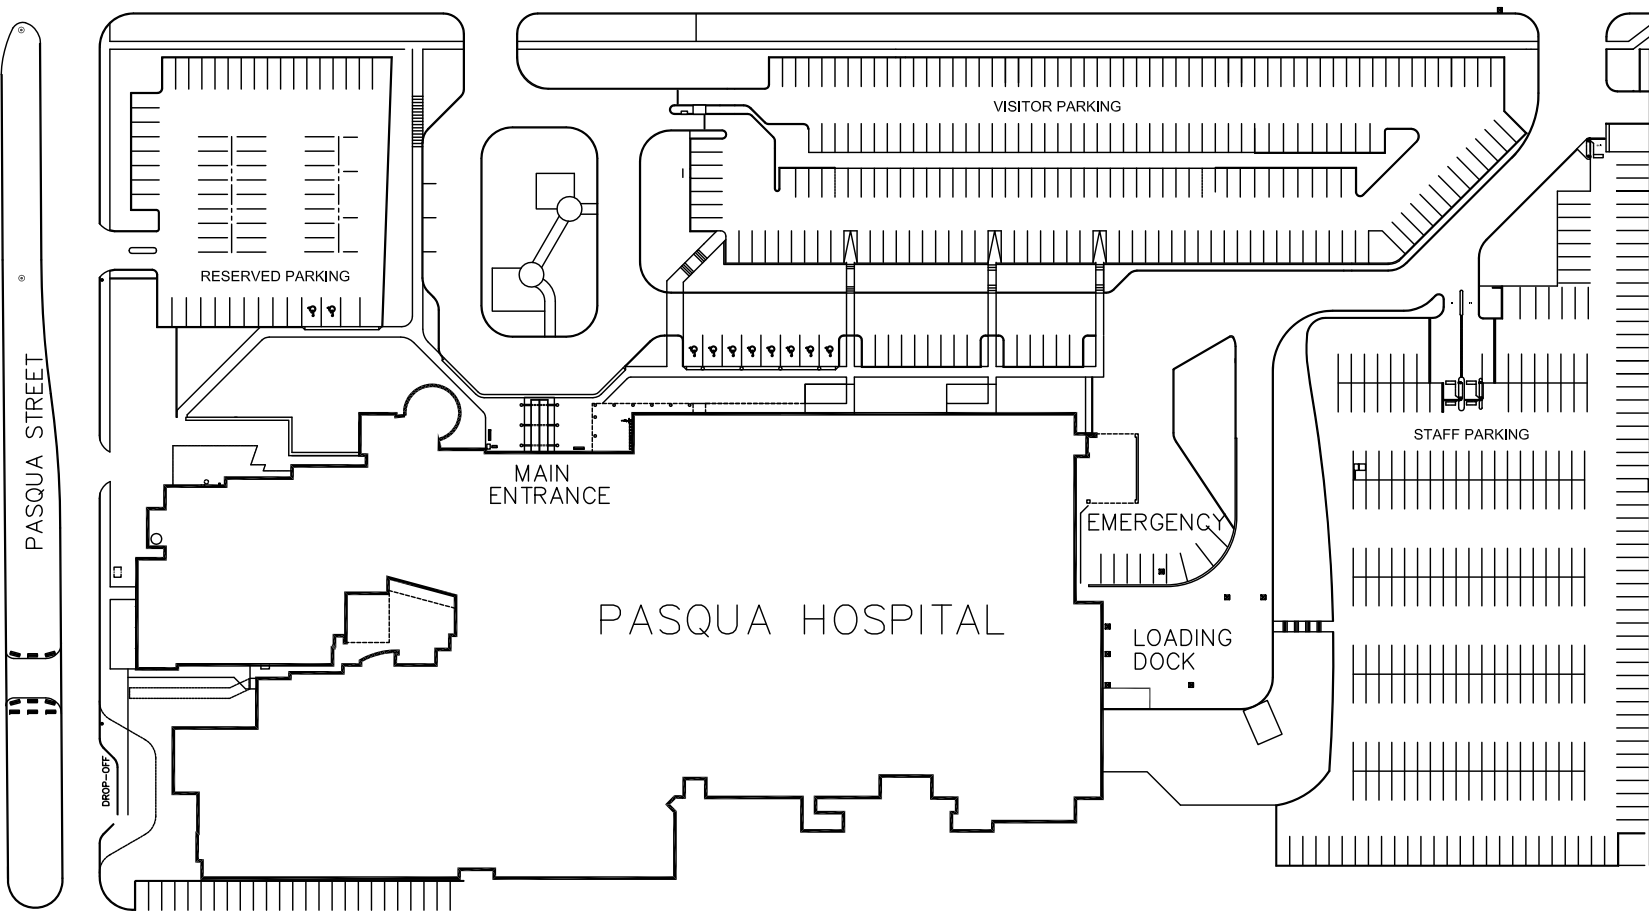 VISITOR PARKING
RESERVED PARKING
PASQUA STREET
STAFF PARKING
MAIN
ENTRANCE
EMERGENCY
PASQUA HOSPITAL
LOADING
DOCK
DROP-OFF